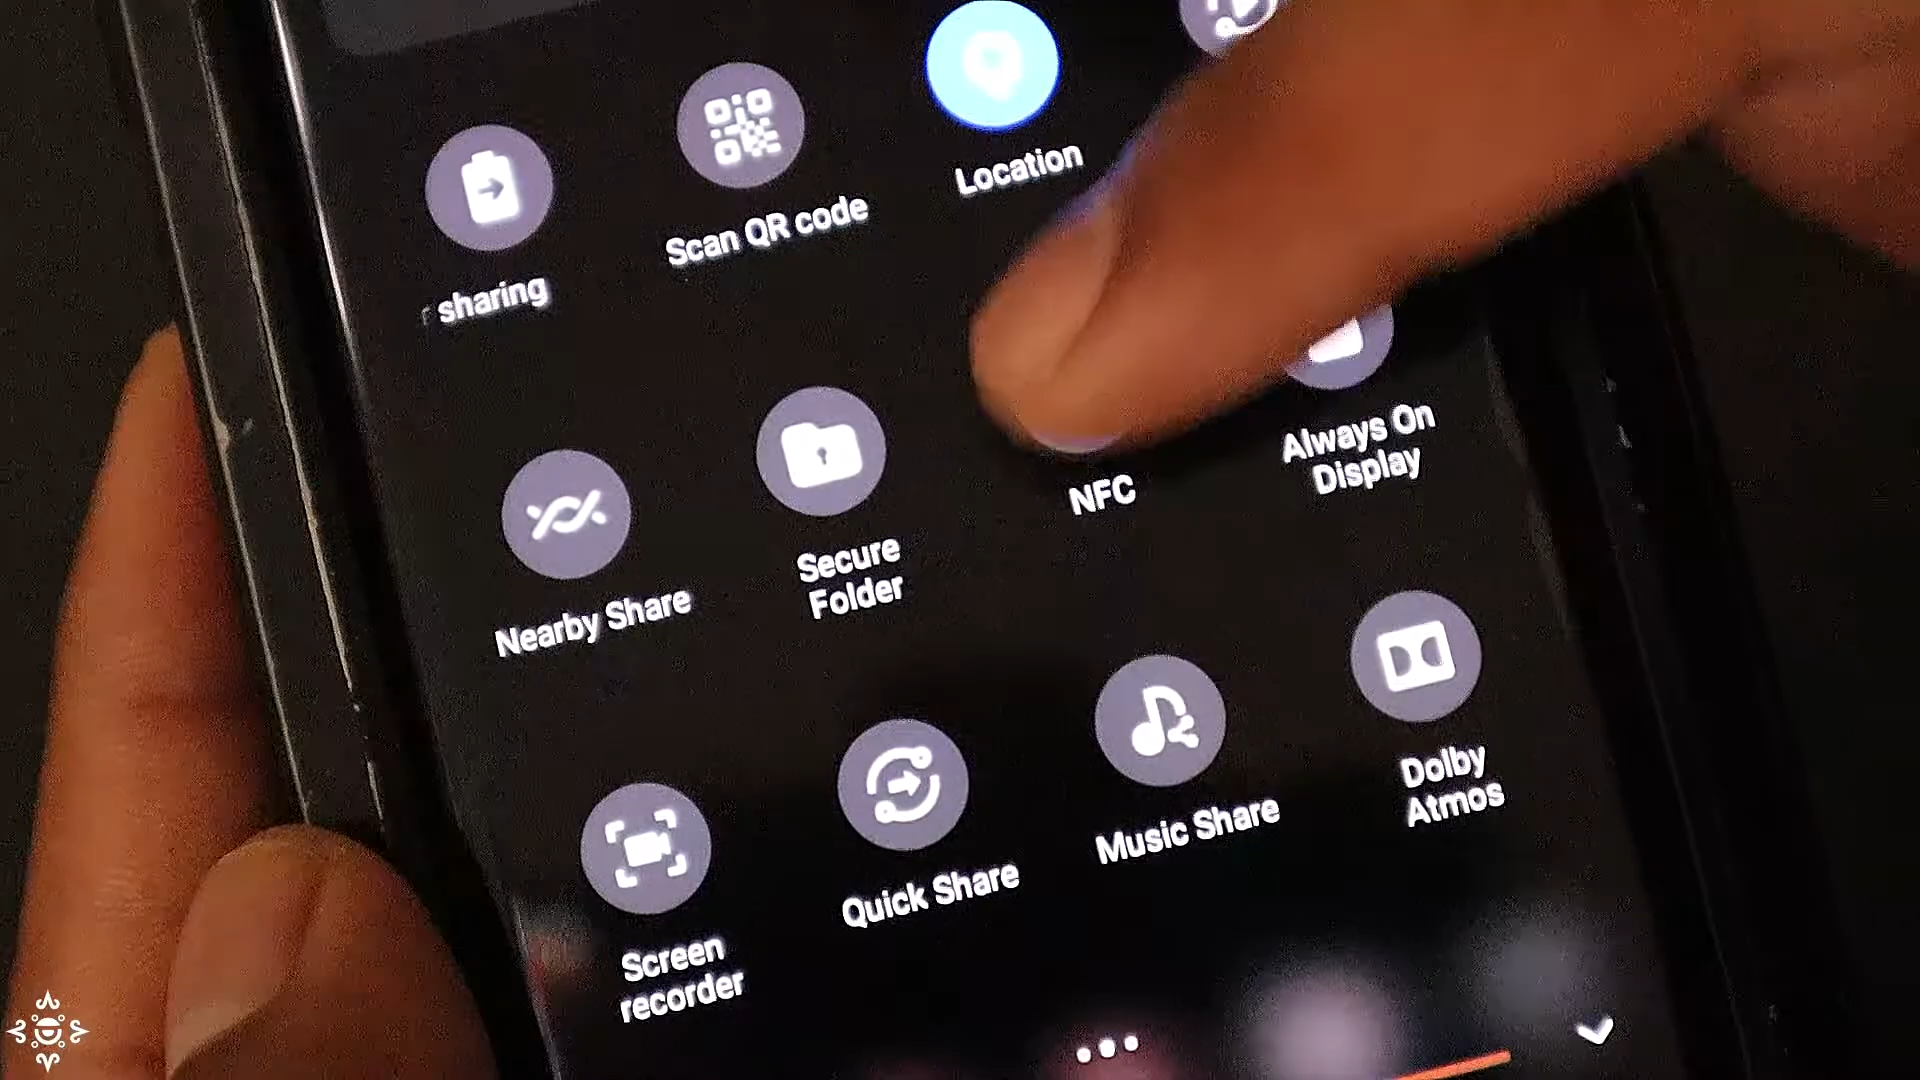 Location
Scan QR code
sharing
Always On
Display
NFC
Secure
Folder
Nearby Share
Dolby
Atmos
Music Share
Quick Share
Screen
recorder